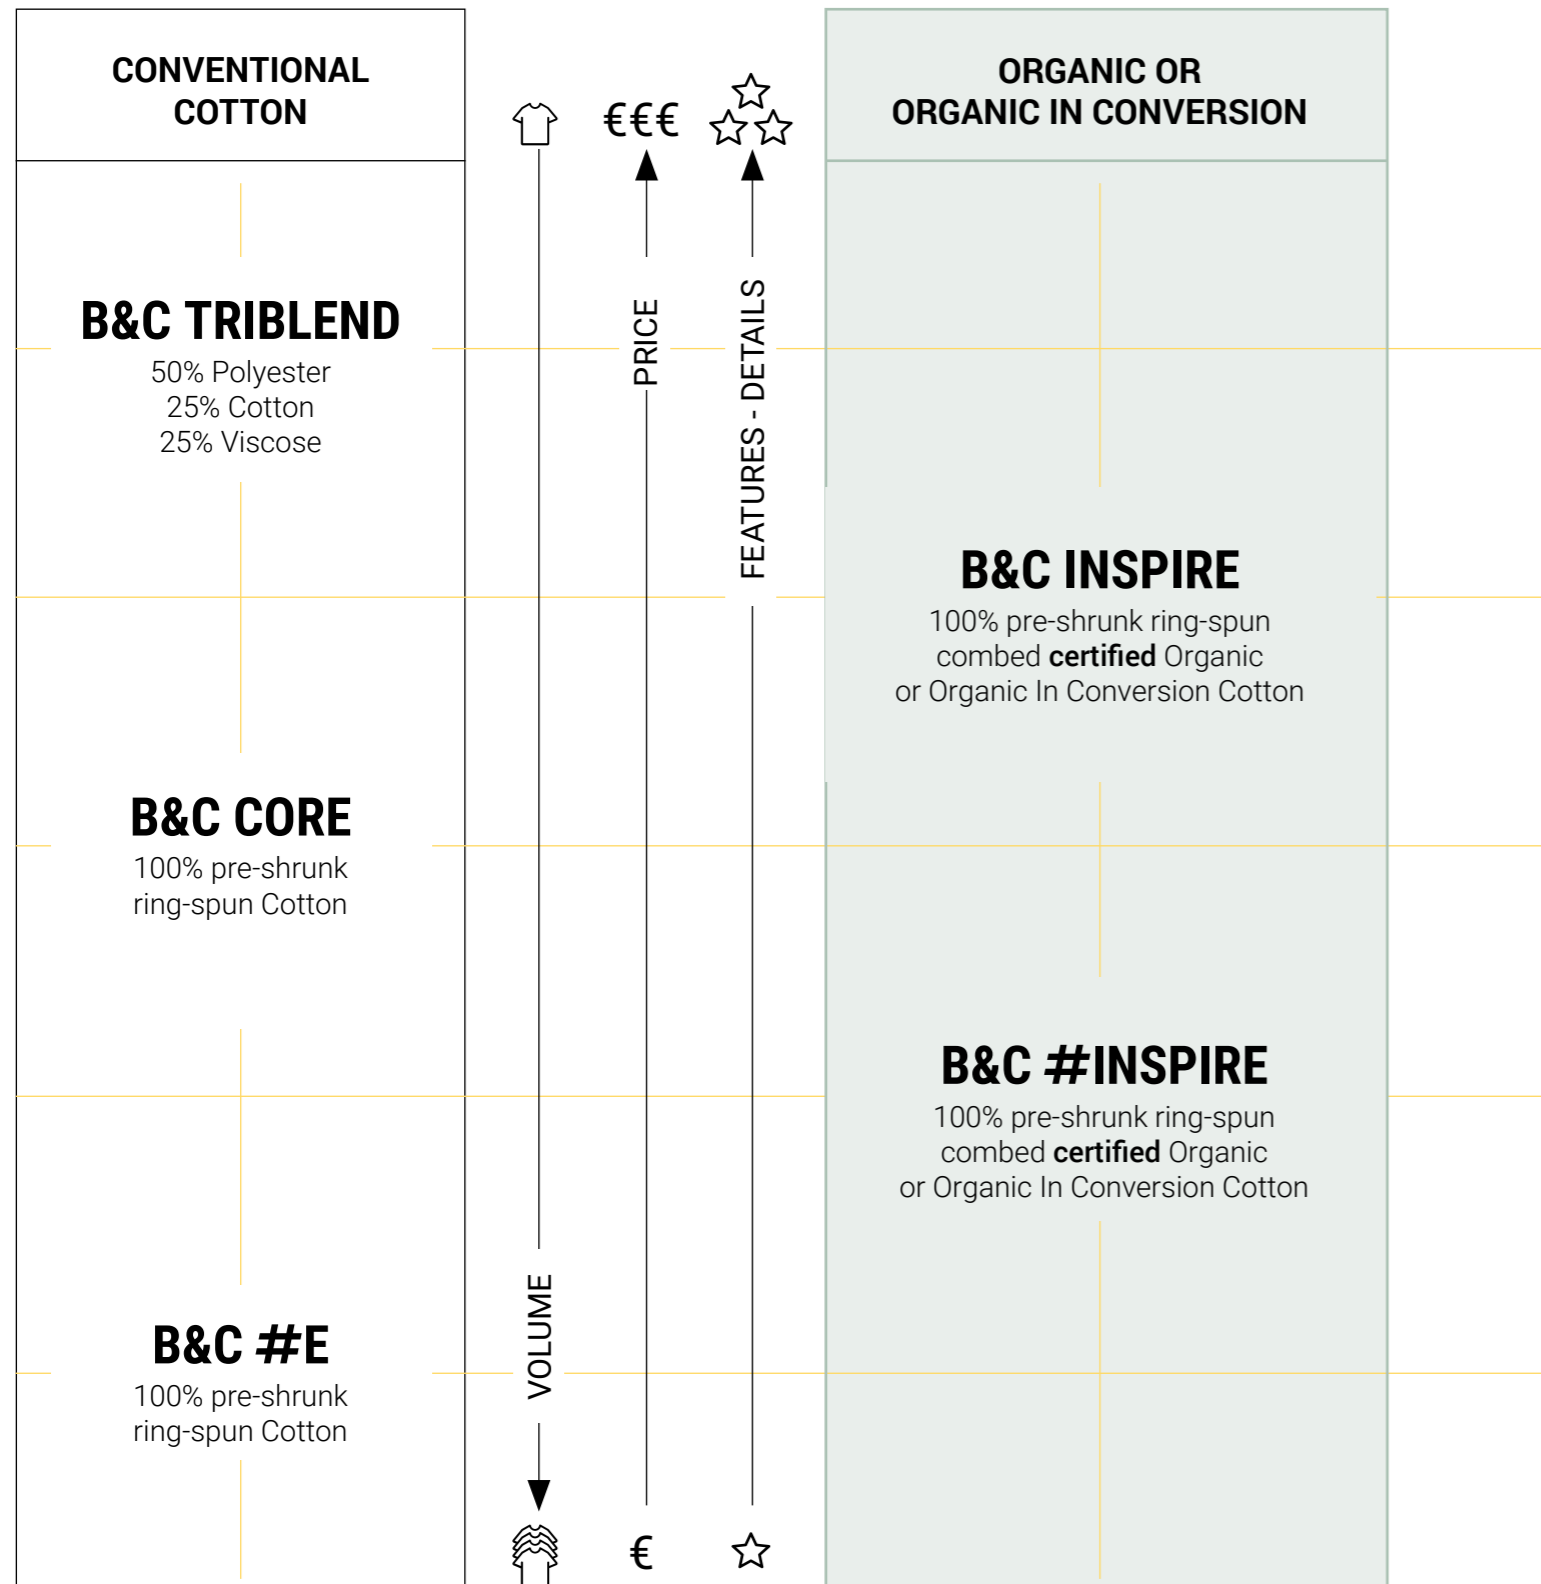 CONVENTIONAL
COTTON
B&C TRIBLEND
50% Polyester
25% Cotton
25% Viscose
B&C CORE
100% pre-shrunk
ring-spun Cotton
B&C #E
100% pre-shrunk
ring-spun Cotton
VOLUME
€€€
PRICE
€
FEATURES - DETAILS
ORGANIC OR
ORGANIC IN CONVERSION
B&C INSPIRE
100% pre-shrunk ring-spun
combed certified Organic
or Organic In Conversion Cotton
B&C #INSPIRE
100% pre-shrunk ring-spun
combed certified Organic
or Organic In Conversion Cotton